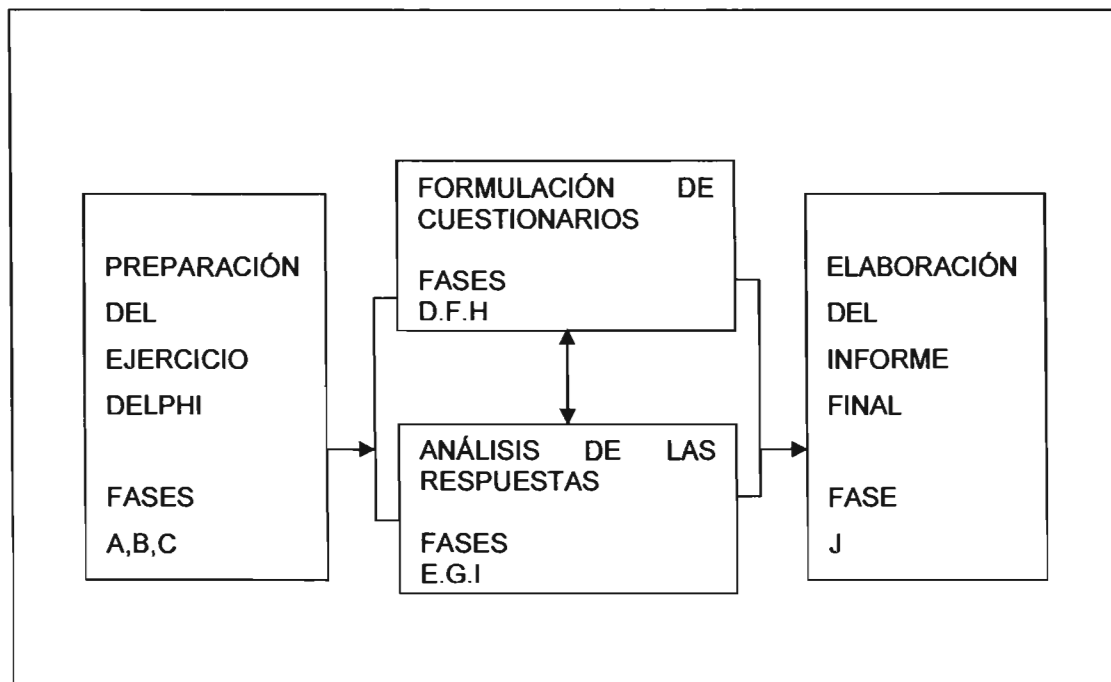 PREPARACIÓN
DEL
EJERCICIO
DELPHI
FASES
A,B,C
FORMULACIÓN DE
CUESTIONARIOS
FASES
D.F.H
ANÁLISIS DE LAS
RESPUESTAS
FASES
E.G.I
ELABORACIÓN
DEL
INFORME
FINAL
FASE
J